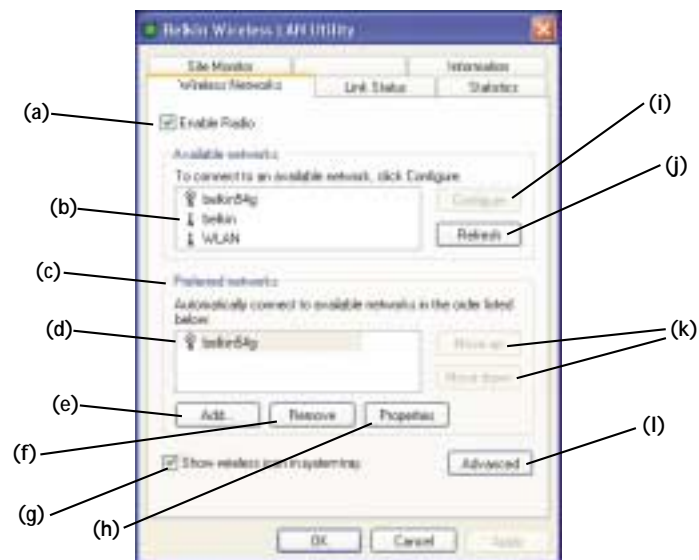 Belkin Wireless LAN Utility
Site Monitor
Information
Wireless Networks
Link Status
Statistics
(a)
Enable Radio
(i)
Available networks
To connect to an available network, click Configure
(j)
belkin54g
Configure
(b)
belkin
WLAN
Refresh
(c)
Preferred networks
Automatically connect to available networks in the order listed
below:
(d)
belkin54g
Move up
(k)
Move down
(e)
Add...
Remove
Properties
(f)
(l)
Show wireless icon in system tray
Advanced
(g)
(h)
OK
Cancel
Apply